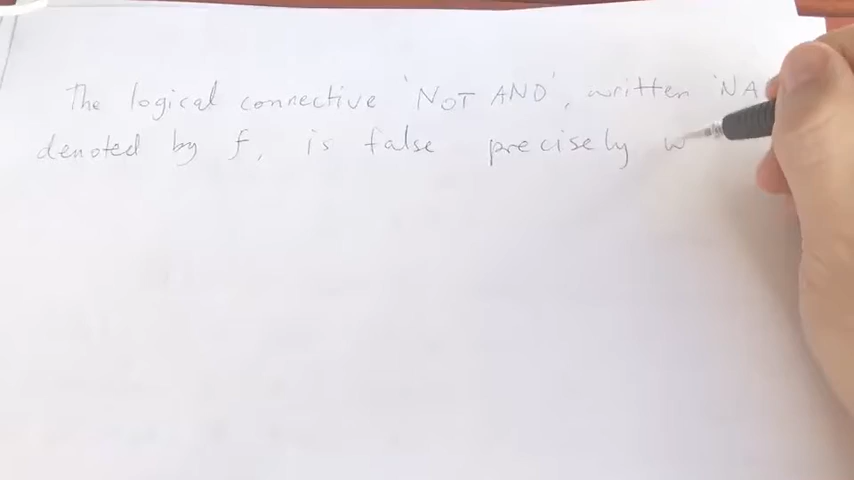 The logical connective 'NOT AND', written 'NA
denoted by f, is false precisely w